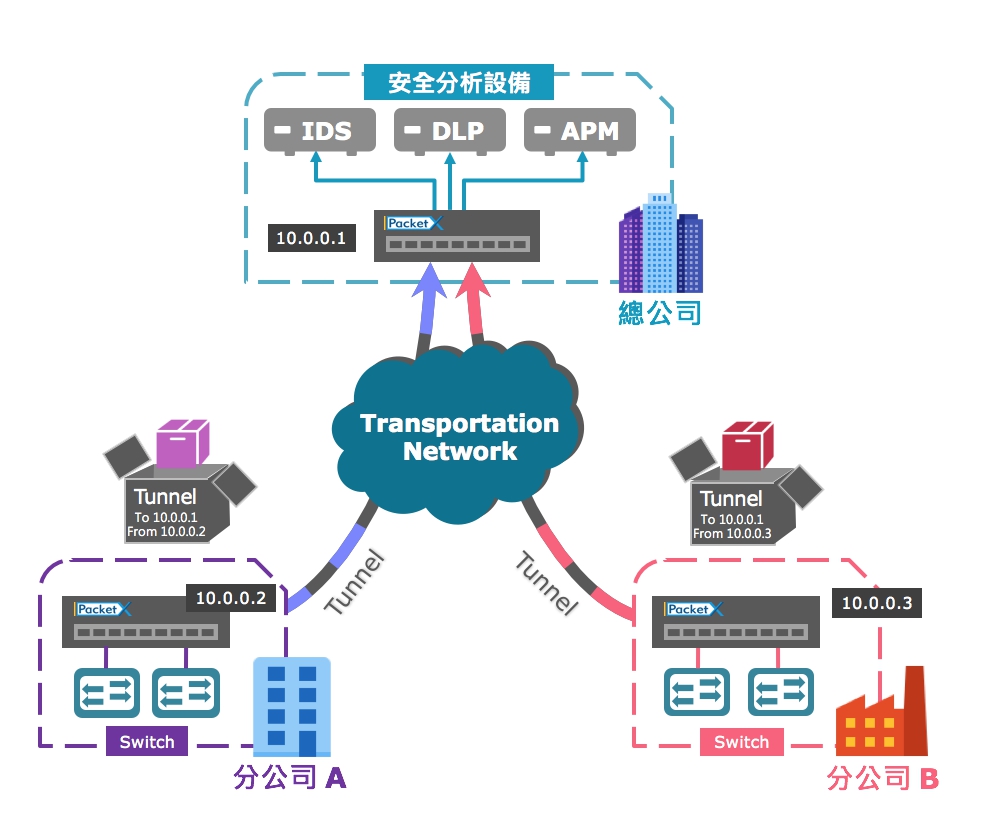 安全分析設備
IDS
DLP
APM
PacketX
10.0.0.1
總公司
Transportation
Network
Tunnel
To 10.0.0.1
From 10.0.0.2
Tunnel
To 10.0.0.1
From 10.0.0.3
Tunnel
Tunnel
PacketX
10.0.0.2
Switch
分公司 A
PacketX
10.0.0.3
Switch
分公司 B